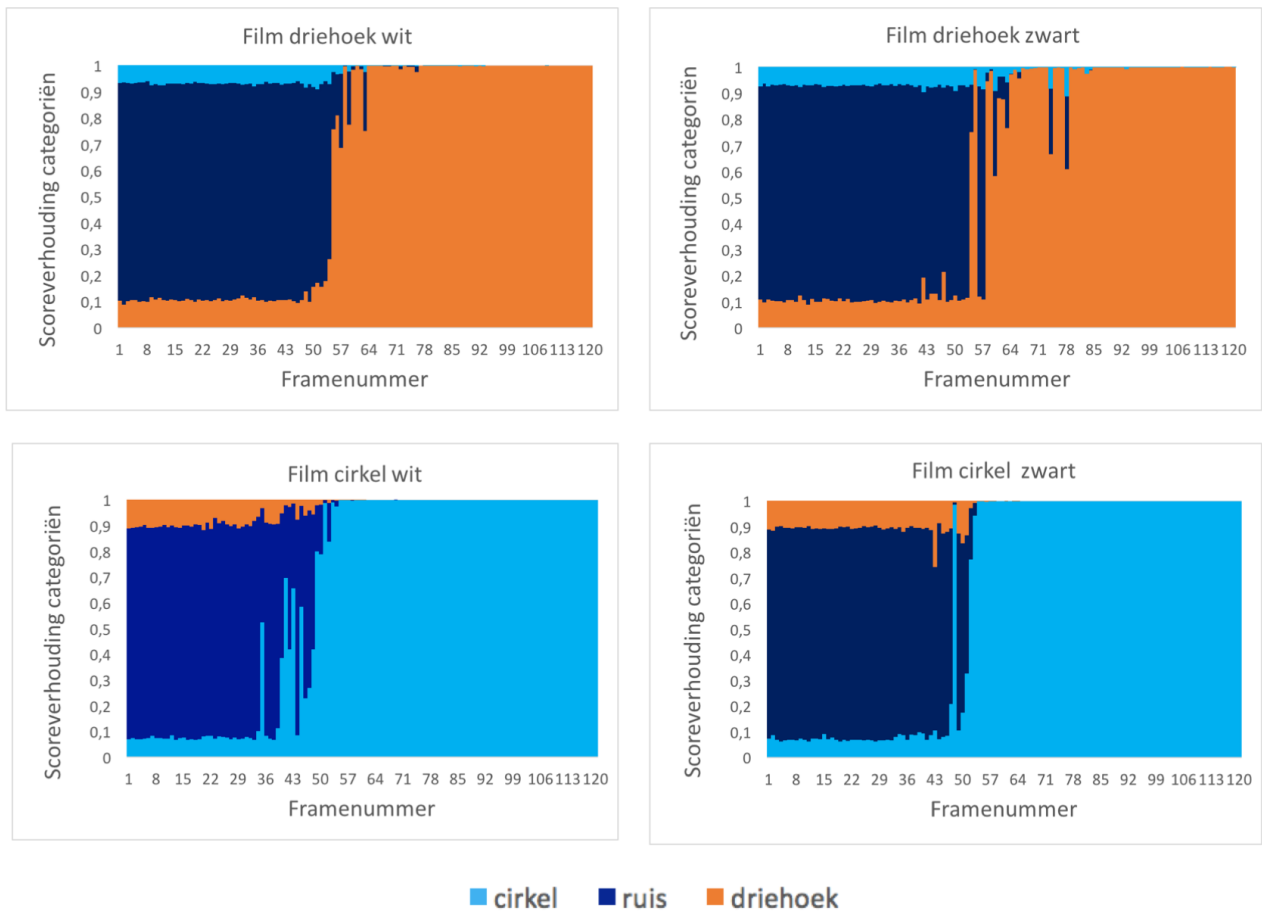 Film driehoek wit
Scoreverhouding categoriën
1
0,9
0,8
0,7
0,6
0,5
0,4
0,3
0,2
0,1
0
1 8 15 22 29 36 43 50 57 64 71 78 85 92 99 106 113 120
Framenummer
Film driehoek zwart
Scoreverhouding categoriën
1
0,9
0,8
0,7
0,6
0,5
0,4
0,3
0,2
0,1
0
1 8 15 22 29 36 43 50 57 64 71 78 85 92 99 106 113 120
Framenummer
Film cirkel wit
Scoreverhouding categoriën
1
0,9
0,8
0,7
0,6
0,5
0,4
0,3
0,2
0,1
0
1 8 15 22 29 36 43 50 57 64 71 78 85 92 99 106 113 120
Framenummer
Film cirkel zwart
Scoreverhouding categoriën
1
0,9
0,8
0,7
0,6
0,5
0,4
0,3
0,2
0,1
0
1 8 15 22 29 36 43 50 57 64 71 78 85 92 99 106 113 120
Framenummer
cirkel ruis driehoek